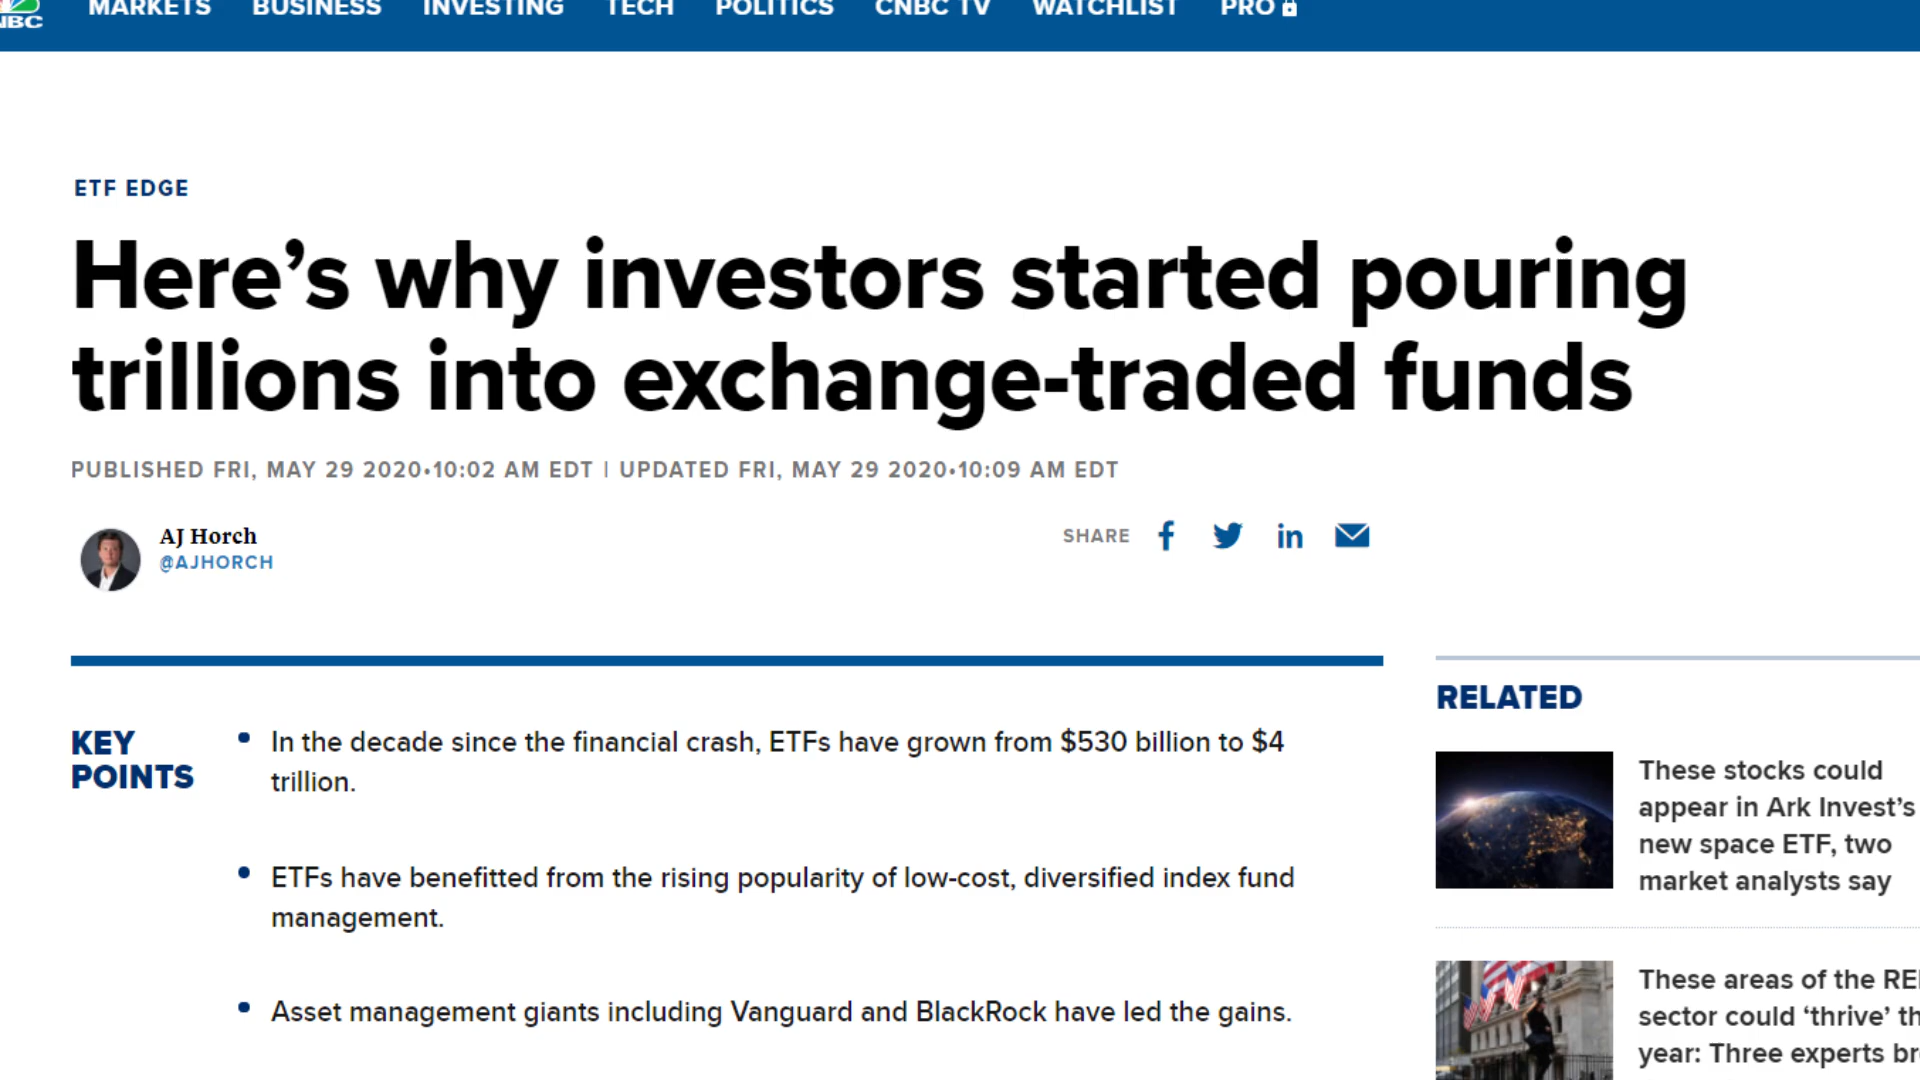 NBC MARKETS BUSINESS INVESTING TECH POLITICS CNBC TV WATCHLIST PRO
ETF EDGE
Here’s why investors started pouring
trillions into exchange-traded funds
PUBLISHED FRI, MAY 29 2020•10:02 AM EDT | UPDATED FRI, MAY 29 2020•10:09 AM EDT
AJ Horch
@AJHORCH
SHARE
KEY
POINTS
• In the decade since the financial crash, ETFs have grown from $530 billion to $4
trillion.
• ETFs have benefitted from the rising popularity of low-cost, diversified index fund
management.
• Asset management giants including Vanguard and BlackRock have led the gains.
RELATED
These stocks could
appear in Ark Invest’s
new space ETF, two
market analysts say
These areas of the RE
sector could ‘thrive’ th
year: Three experts br